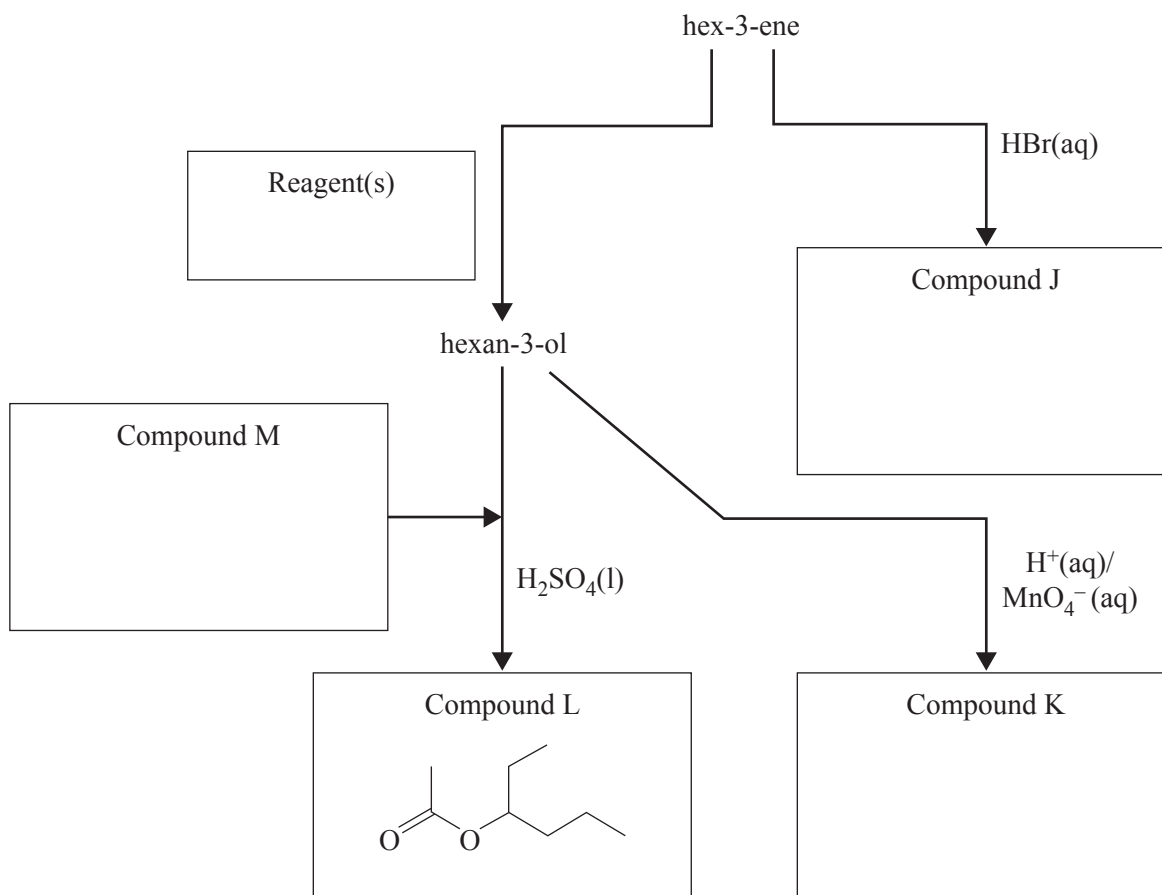 hex-3-ene
HBr(aq)
Reagent(s)
Compound J
hexan-3-ol
Compound M
H₂SO₄(l)
H⁺(aq)/
MnO₄⁻(aq)
Compound L
O
O
Compound K